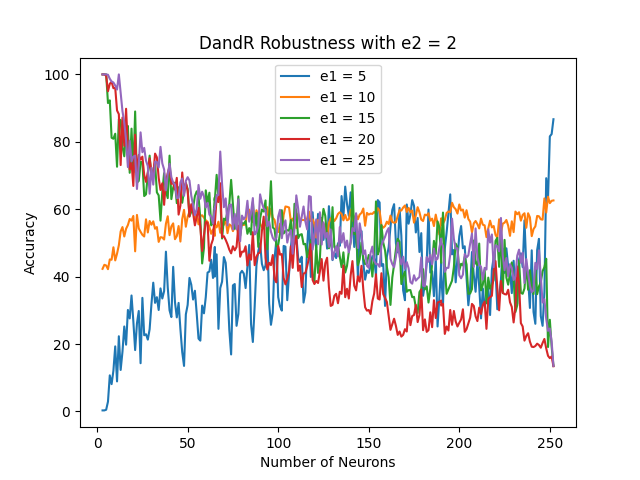 DandR Robustness with e2 = 2
e1 = 5
e1 = 10
e1 = 15
e1 = 20
e1 = 25
100
80
60
40
20
0
Accuracy
0 50 100 150 200 250
Number of Neurons